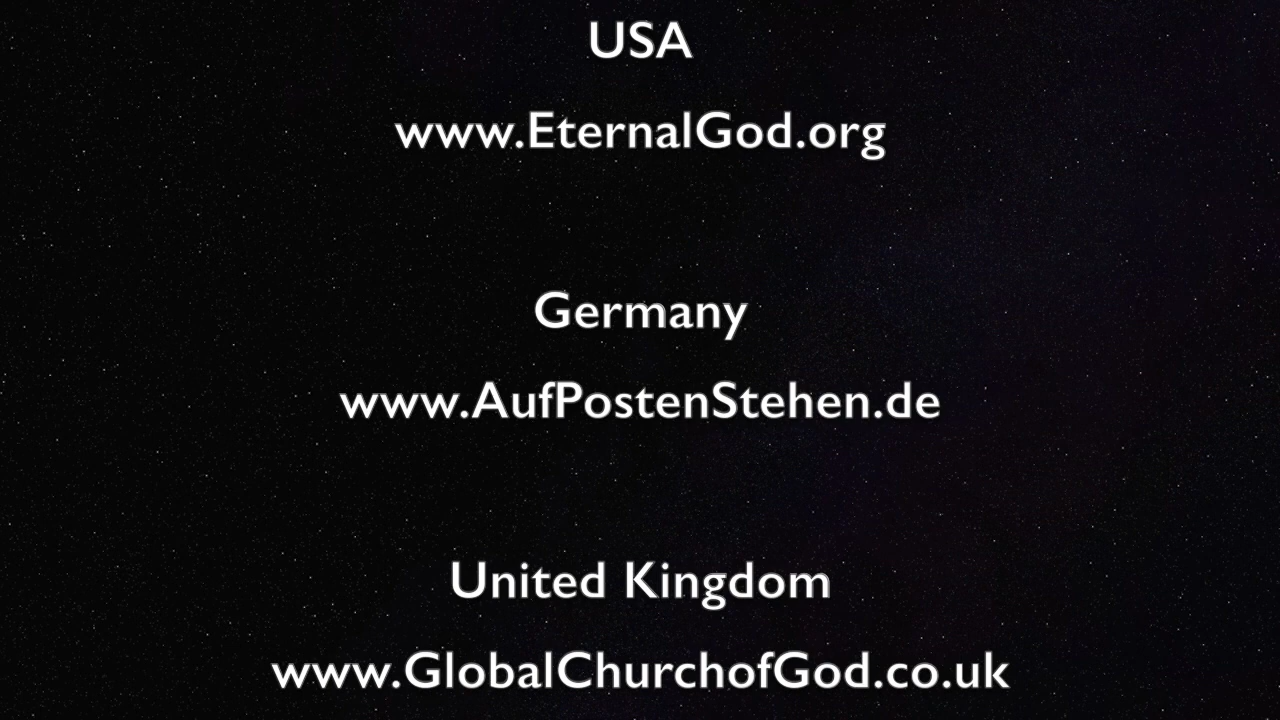 USA
www.EternalGod.org
Germany
www.AufPostenStehen.de
United Kingdom
www.GlobalChurchofGod.co.uk